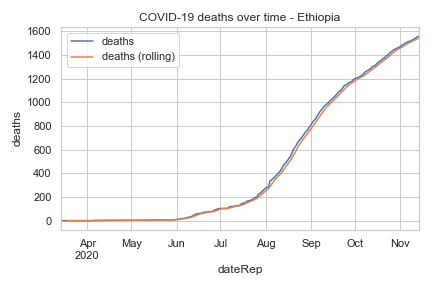 COVID-19 deaths over time - Ethiopia
deaths
deaths (rolling)
deaths
1600
1400
1200
1000
800
600
400
200
0
Apr May Jun Jul Aug Sep Oct Nov
2020
dateRep